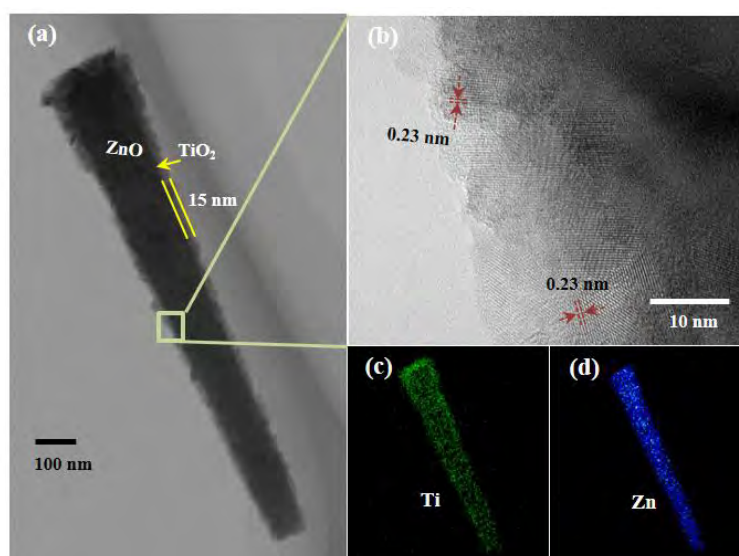 (a)
ZnO
TiO₂
15 nm
100 nm
(b)
0.23 nm
0.23 nm
10 nm
(c)
Ti
(d)
Zn